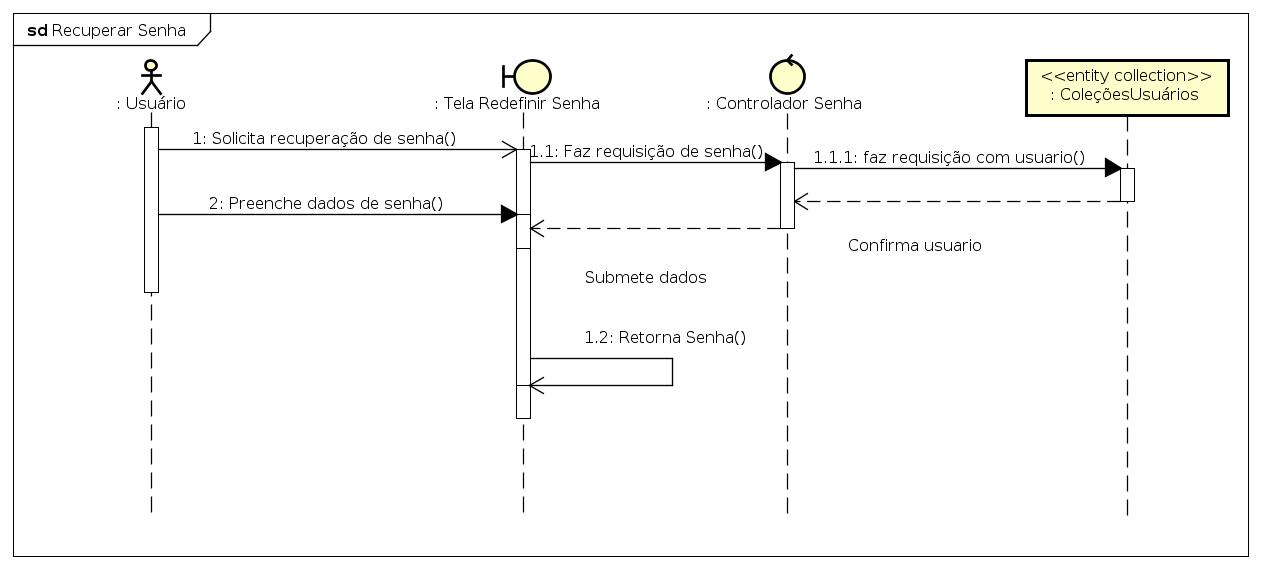 sd Recuperar Senha
: Usuário
: Tela Redefinir Senha
: Controlador Senha
<<entity collection>>
: ColeçõesUsuários
1: Solicita recuperação de senha()
1.1: Faz requisição de senha()
1.1.1: faz requisição com usuario()
2: Preenche dados de senha()
Confirma usuario
Submete dados
1.2: Retorna Senha()